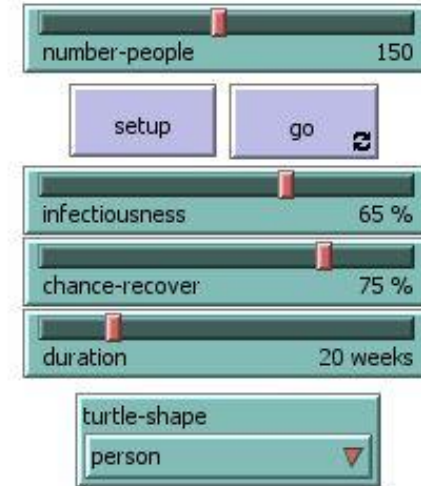 number-people 150
setup go
infectiousness 65 %
chance-recover 75 %
duration 20 weeks
turtle-shape
person